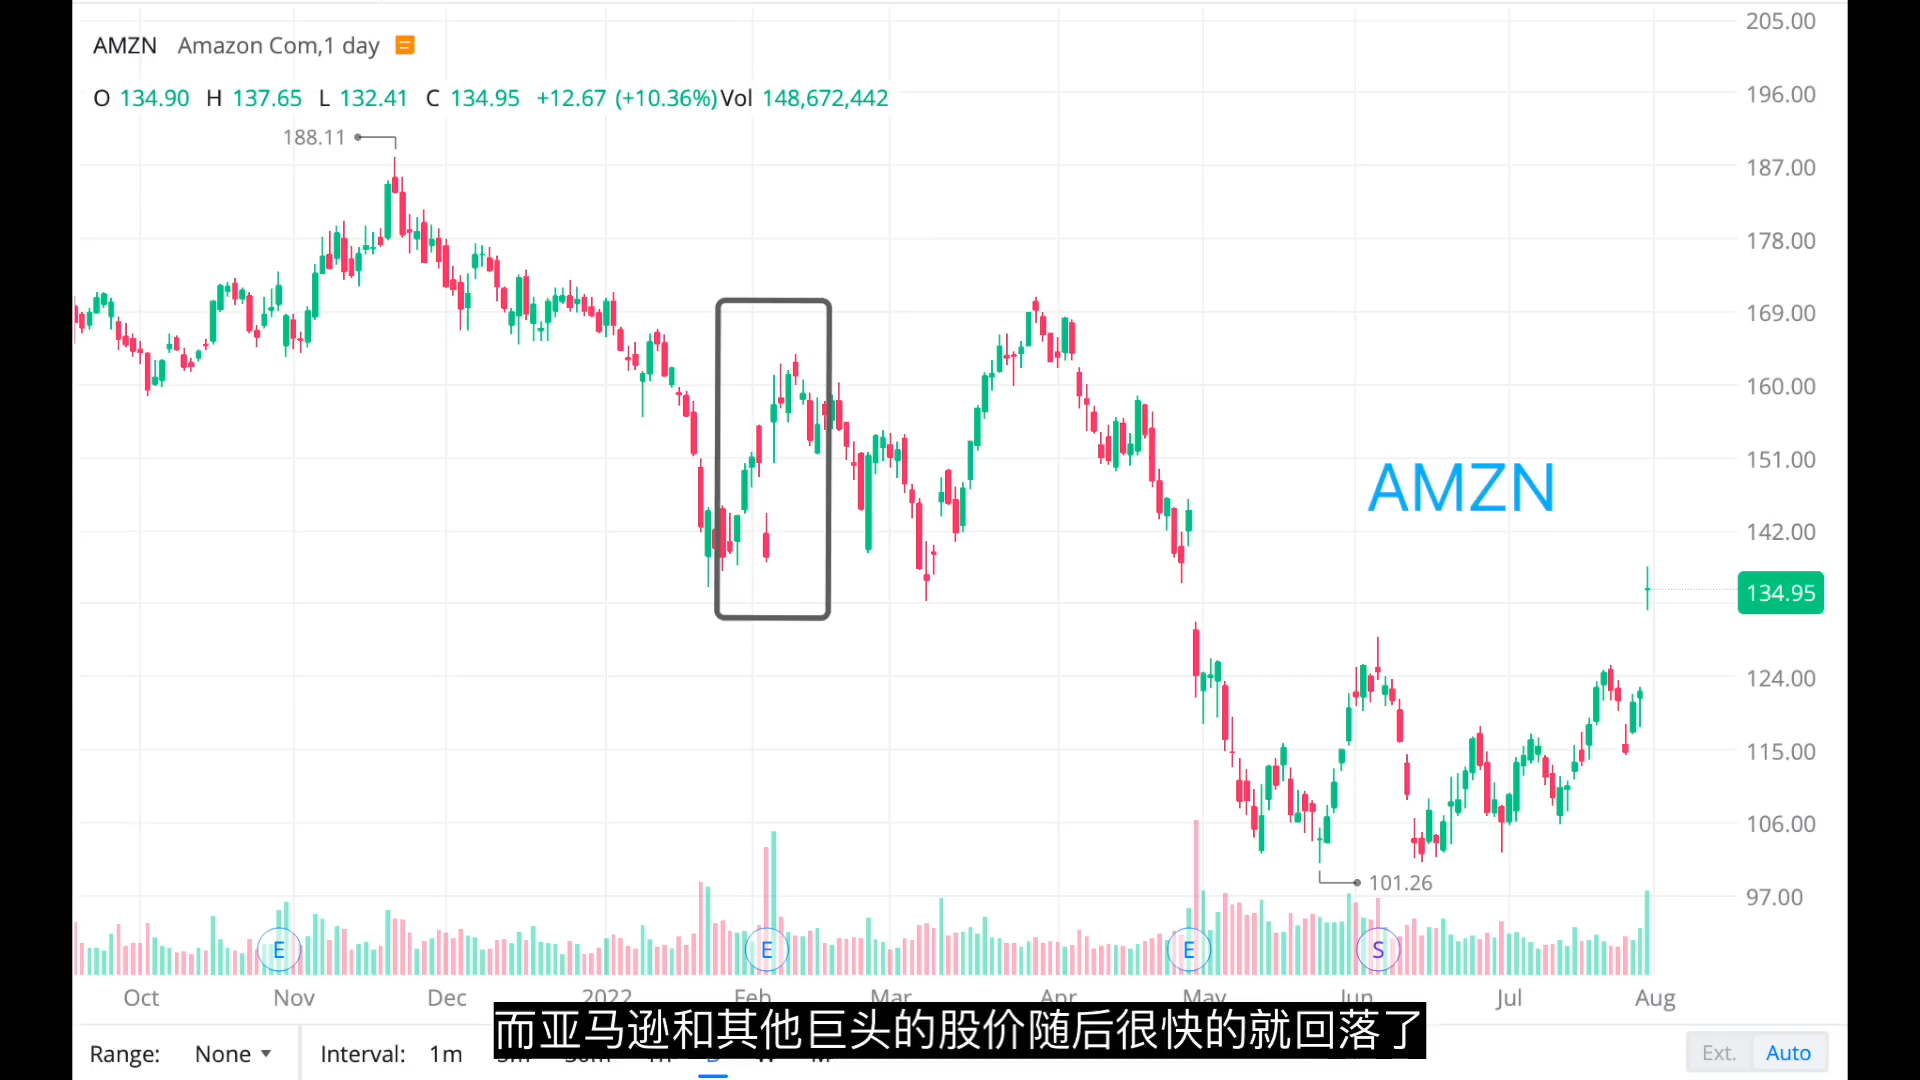 205.00
AMZN Amazon Com,1 day
196.00
O 134.90 H 137.65 L 132.41 C 134.95 +12.67 (+10.36%) Vol 148,672,442
188.11
187.00
178.00
169.00
160.00
151.00
AMZN
142.00
134.95
124.00
115.00
106.00
101.26
97.00
E E E S
Oct Nov Dec 2022 Feb Mar Apr May Jun Jul Aug
而亚马逊和其他巨头的股价随后很快的就回落了
Range: None Interval: 1m D W M
Ext. Auto